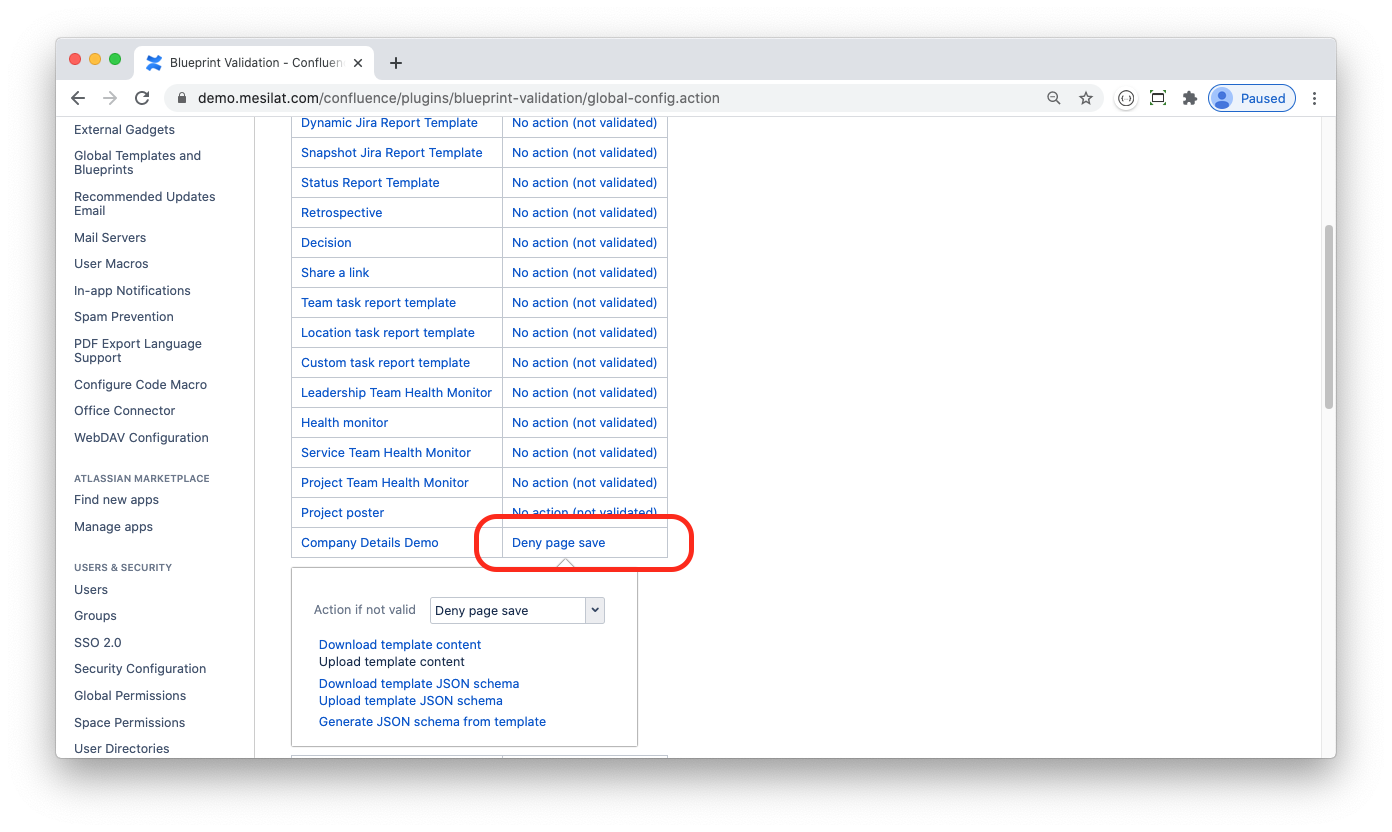 Blueprint Validation - Confluen
demo.mesilat.com/confluence/plugins/blueprint-validation/global-config.action
Paused
External Gadgets
Global Templates and
Blueprints
Recommended Updates
Email
Mail Servers
User Macros
In-app Notifications
Spam Prevention
PDF Export Language
Support
Configure Code Macro
Office Connector
WebDAV Configuration
ATLASSIAN MARKETPLACE
Find new apps
Manage apps
USERS & SECURITY
Users
Groups
SSO 2.0
Security Configuration
Global Permissions
Space Permissions
User Directories
Dynamic Jira Report Template No action (not validated)
Snapshot Jira Report Template No action (not validated)
Status Report Template No action (not validated)
Retrospective No action (not validated)
Decision No action (not validated)
Share a link No action (not validated)
Team task report template No action (not validated)
Location task report template No action (not validated)
Custom task report template No action (not validated)
Leadership Team Health Monitor No action (not validated)
Health monitor No action (not validated)
Service Team Health Monitor No action (not validated)
Project Team Health Monitor No action (not validated)
Project poster No action (not validated)
Company Details Demo Deny page save
Action if not valid Deny page save
Download template content
Upload template content
Download template JSON schema
Upload template JSON schema
Generate JSON schema from template